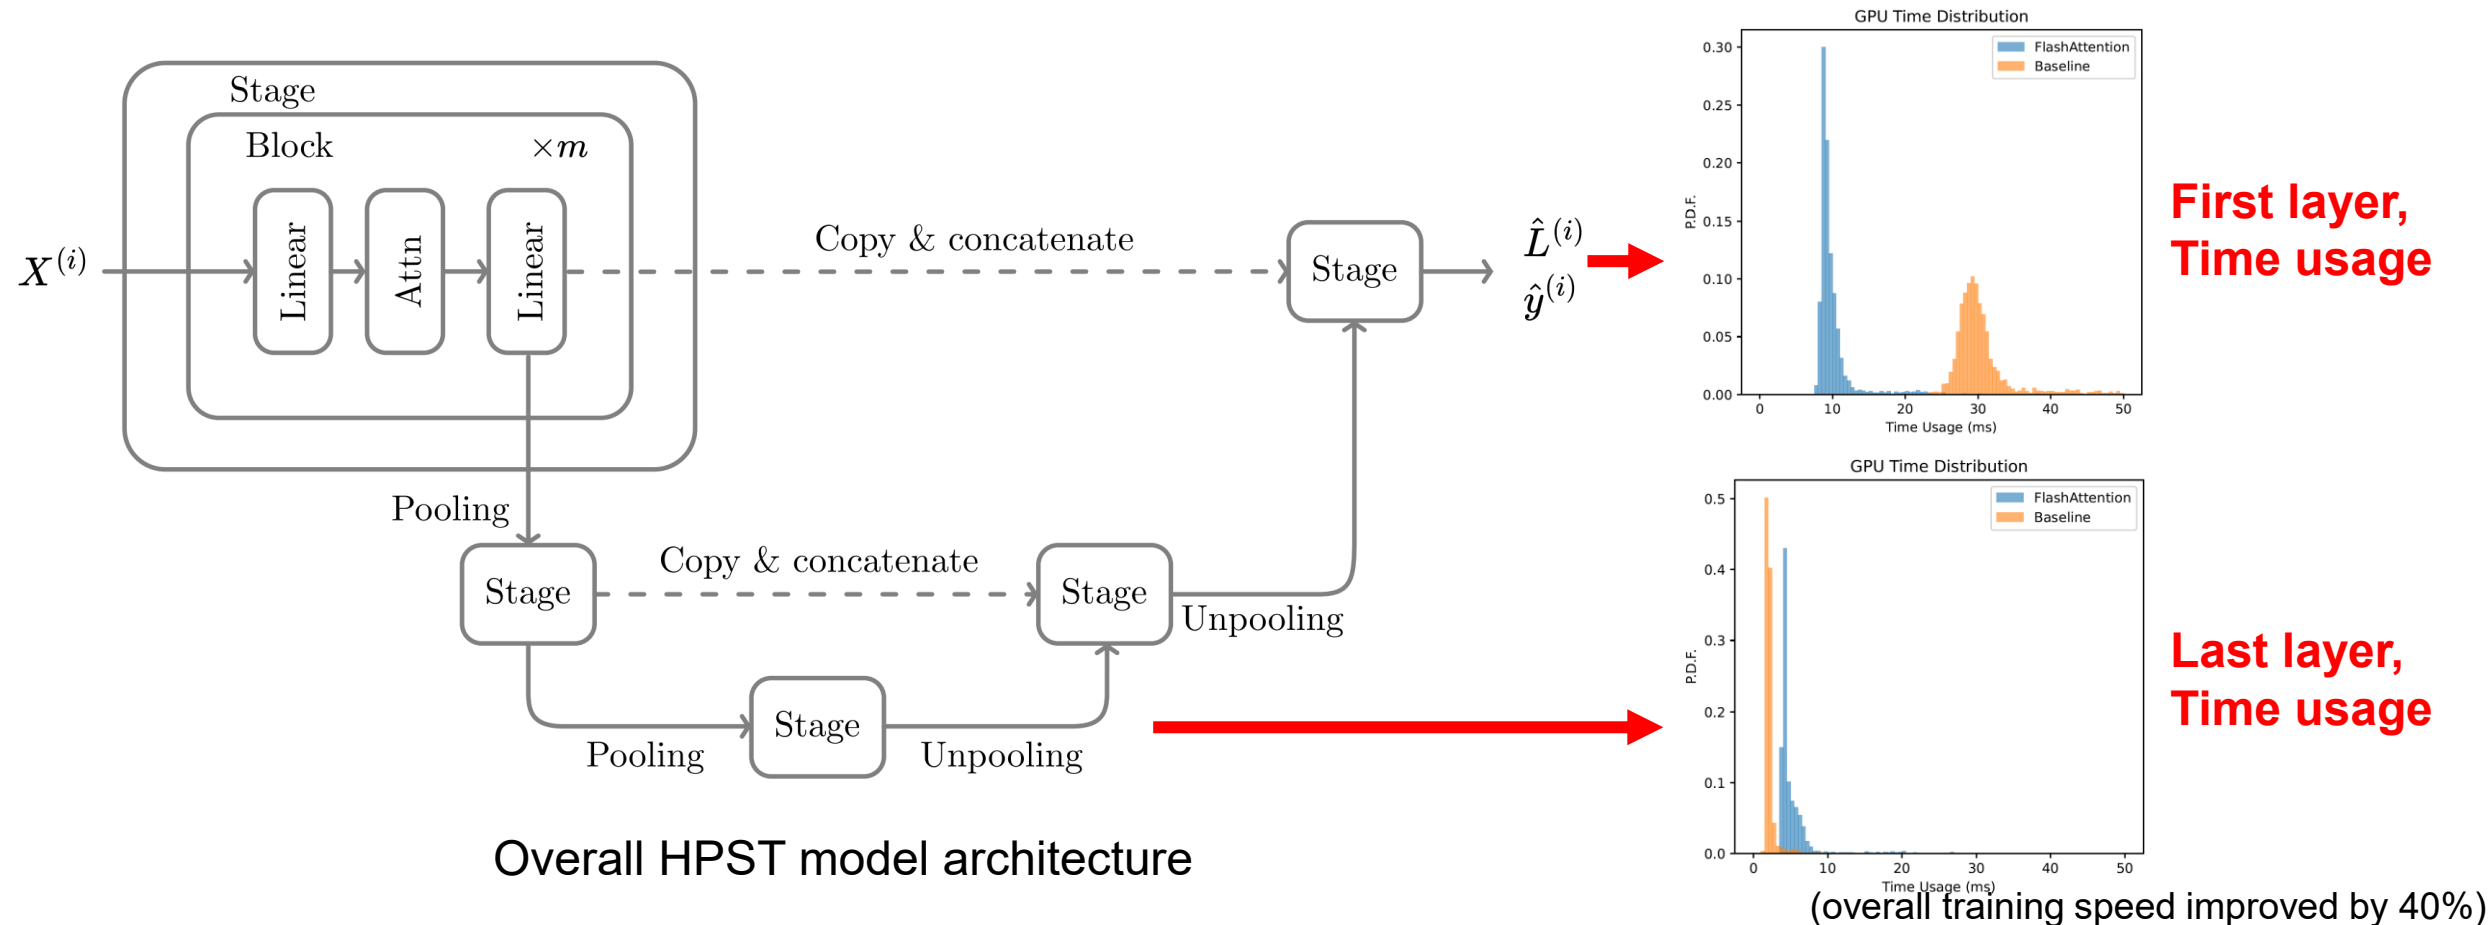 Stage
Block ×m
X^(i)
Linear
Attn
Linear
Copy & concatenate
Stage
L̂^(i)
ŷ^(i)
Pooling
Stage
Copy & concatenate
Stage
Unpooling
Pooling
Stage
Unpooling
Overall HPST model architecture
GPU Time Distribution
FlashAttention
Baseline
P.D.F.
0.30
0.25
0.20
0.15
0.10
0.05
0.00
0 10 20 30 40 50
Time Usage (ms)
First layer,
Time usage
GPU Time Distribution
FlashAttention
Baseline
P.D.F.
0.5
0.4
0.3
0.2
0.1
0.0
0 10 20 30 40 50
Time Usage (ms)
Last layer,
Time usage
(overall training speed improved by 40%)